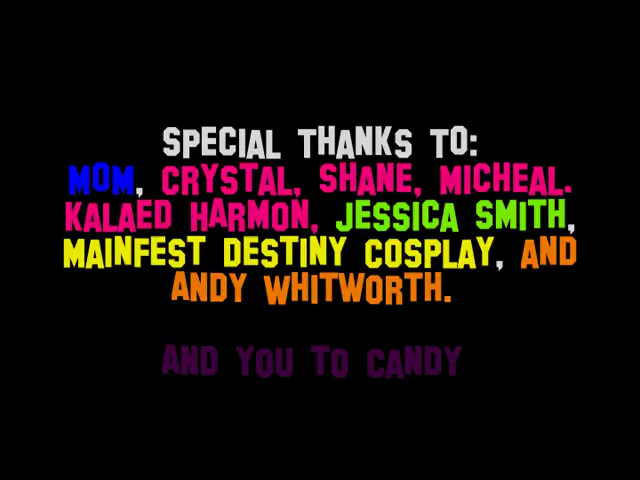 SPECIAL THANKS TO:
MOM, CRYSTAL, SHANE, MICHEAL.
KALAED HARMON, JESSICA SMITH,
MAINFEST DESTINY COSPLAY, AND
ANDY WHITWORTH.
AND YOU TO CANDY